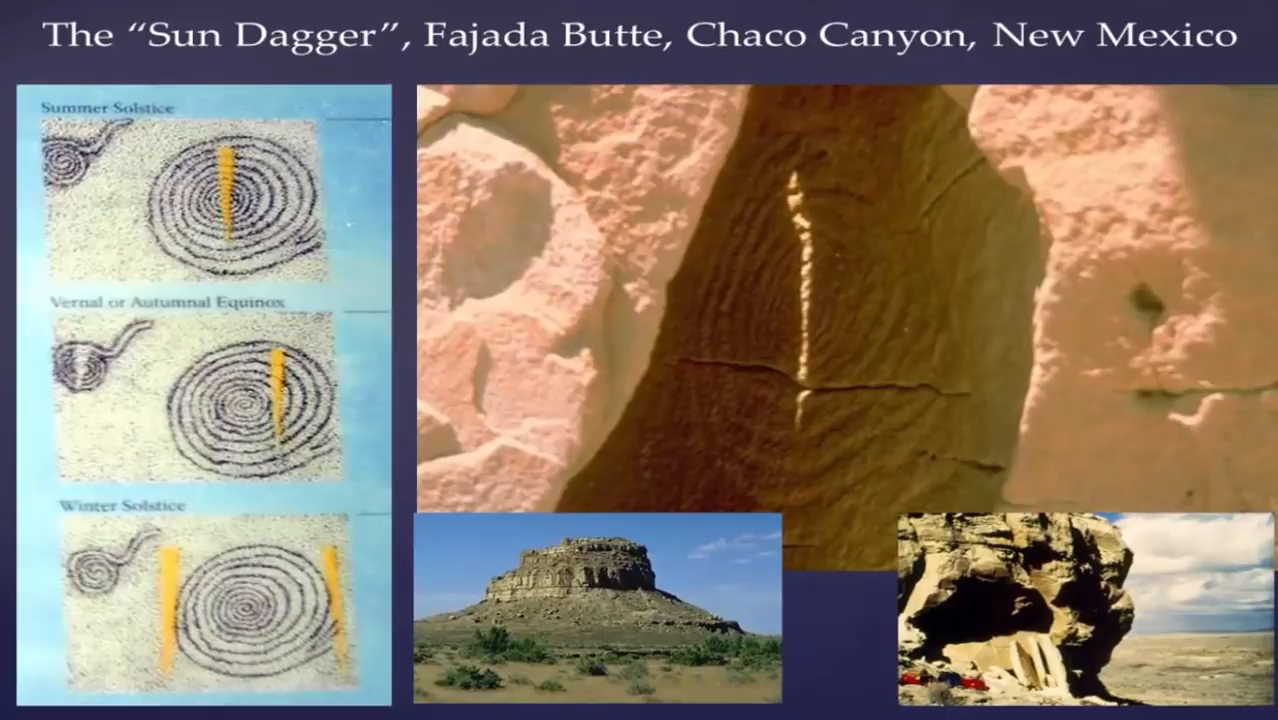 The “Sun Dagger”, Fajada Butte, Chaco Canyon, New Mexico
Summer Solstice
Vernal or Autumnal Equinox
Winter Solstice